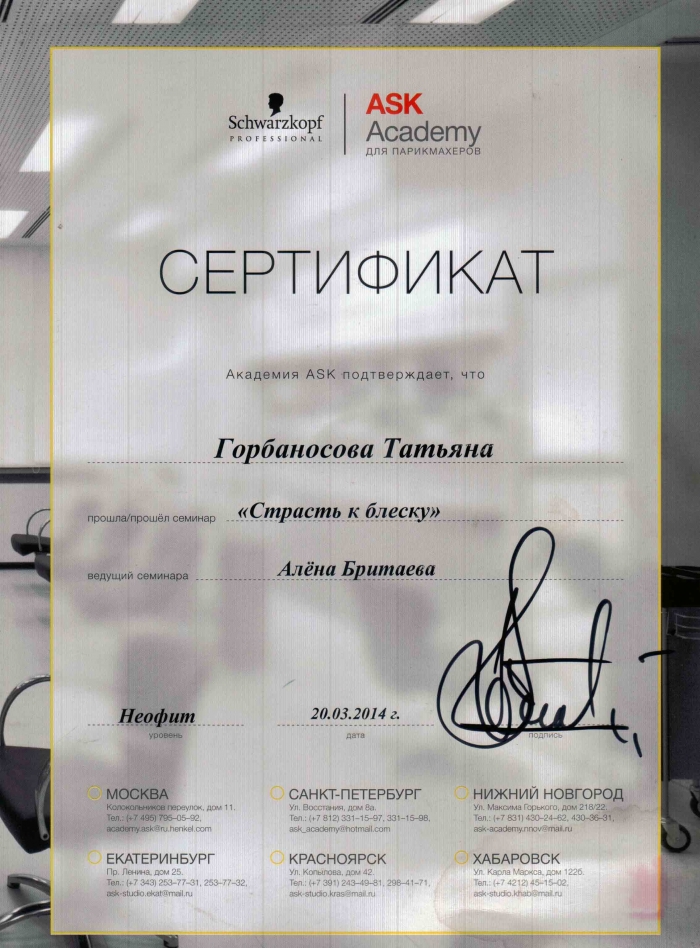 Schwarzkopf
PROFESSIONAL
ASK
Academy
ДЛЯ ПАРИКМАХЕРОВ
СЕРТИФИКАТ
Академия ASK подтверждает, что
Горбаносова Татьяна
прошла/прошёл семинар «Страсть к блеску»
ведущий семинара Алёна Бритаева
Неофит 20.03.2014 г.
уровень дата подпись
МОСКВА
Колокольников переулок, дом 11.
Тел.: (+7 495) 795-05-92,
academy.ask@ru.henkel.com
САНКТ-ПЕТЕРБУРГ
Ул. Восстания, дом 8а.
Тел.: (+7 812) 331-15-97, 331-15-98,
ask_academy@hotmail.com
НИЖНИЙ НОВГОРОД
Ул. Максима Горького, дом 218/22.
Тел.: (+7 831) 430-24-62, 430-36-31,
ask-academy.nnov@mail.ru
ЕКАТЕРИНБУРГ
Пр. Ленина, дом 25.
Тел.: (+7 343) 253-77-31, 253-77-32,
ask-studio.ekat@mail.ru
КРАСНОЯРСК
Ул. Копылова, дом 42.
Тел.: (+7 391) 243-49-81, 296-41-71,
ask-studio.kras@mail.ru
ХАБАРОВСК
Ул. Карла Маркса, дом 122б.
Тел.: (+7 4212) 45-15-02,
ask-studio.khab@mail.ru